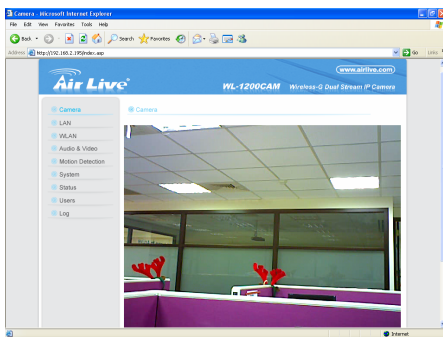 Camera - Microsoft Internet Explorer
File Edit View Favorites Tools Help
Back Search Favorites
Address http://192.168.2.195/index.asp Go Links
www.airlive.com
Air Live
WL-1200CAM Wireless-G Dual Stream IP Camera
Camera
Camera
LAN
WLAN
Audio & Video
Motion Detection
System
Status
Users
Log
Internet